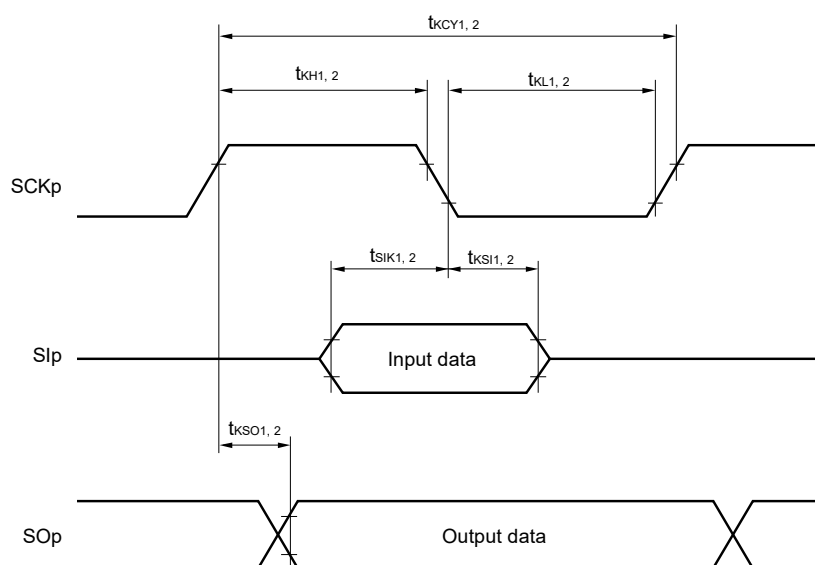 tKCY1, 2
tKH1, 2
tKL1, 2
SCKp
tSIK1, 2
tKSI1, 2
SIp
Input data
tKSO1, 2
SOp
Output data